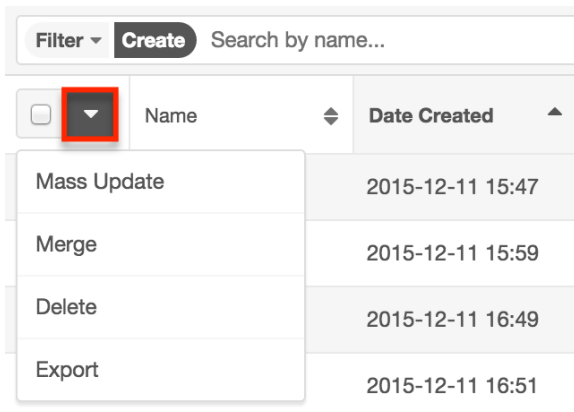 Filter Create Search by name...
Name Date Created
Mass Update 2015-12-11 15:47
Merge 2015-12-11 15:59
Delete 2015-12-11 16:49
Export 2015-12-11 16:51